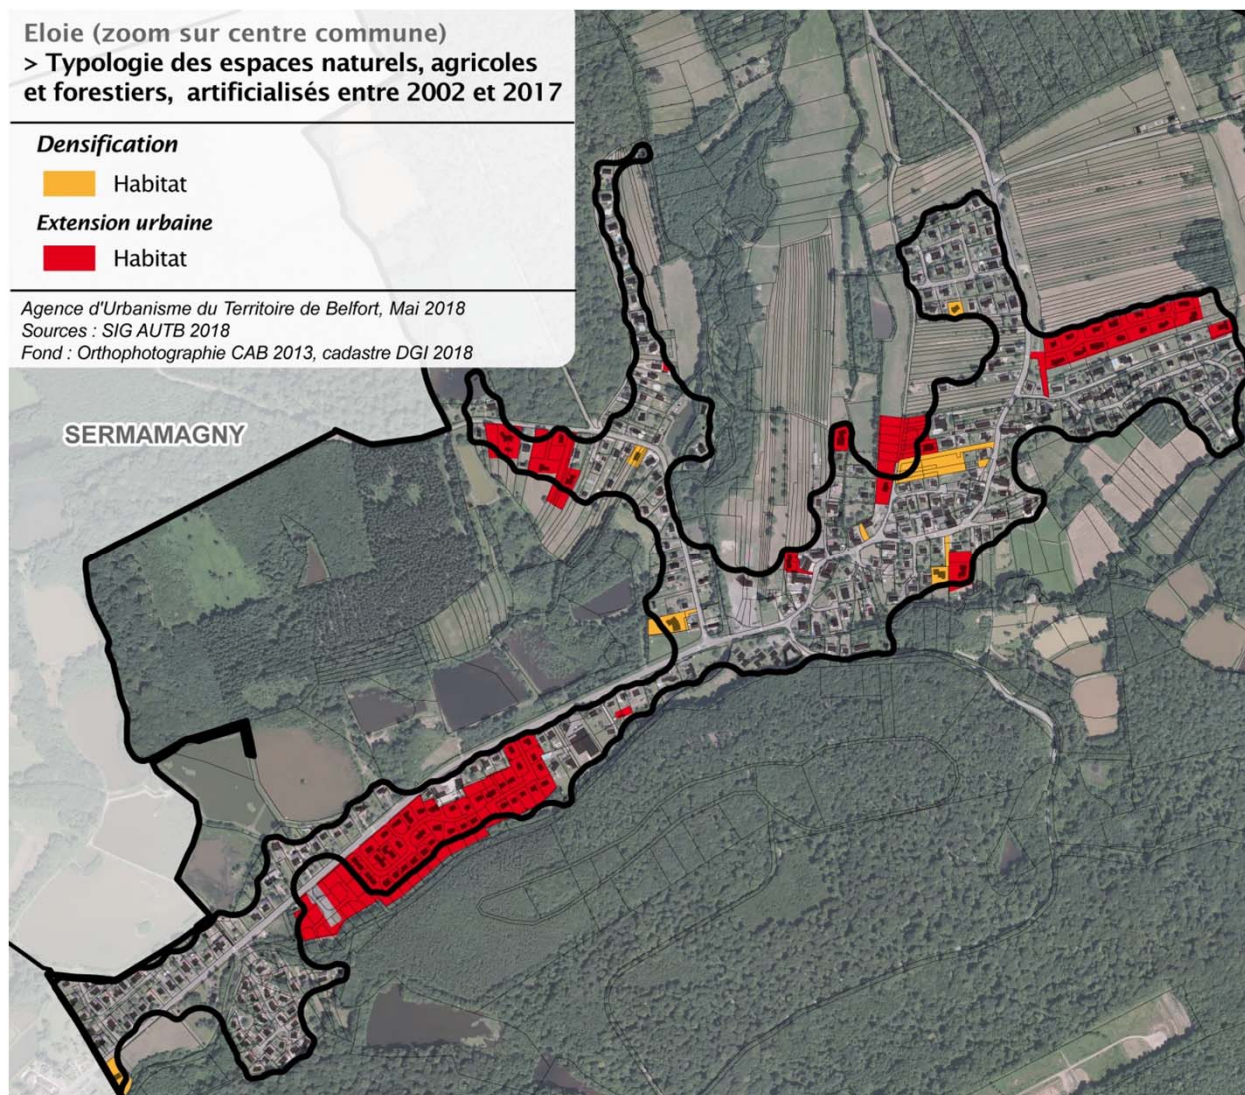 Eloie (zoom sur centre commune)
> Typologie des espaces naturels, agricoles
et forestiers, artificialisés entre 2002 et 2017
Densification
Habitat
Extension urbaine
Habitat
Agence d'Urbanisme du Territoire de Belfort, Mai 2018
Sources : SIG AUTB 2018
Fond : Orthophotographie CAB 2013, cadastre DGI 2018
SERMAMAGNY